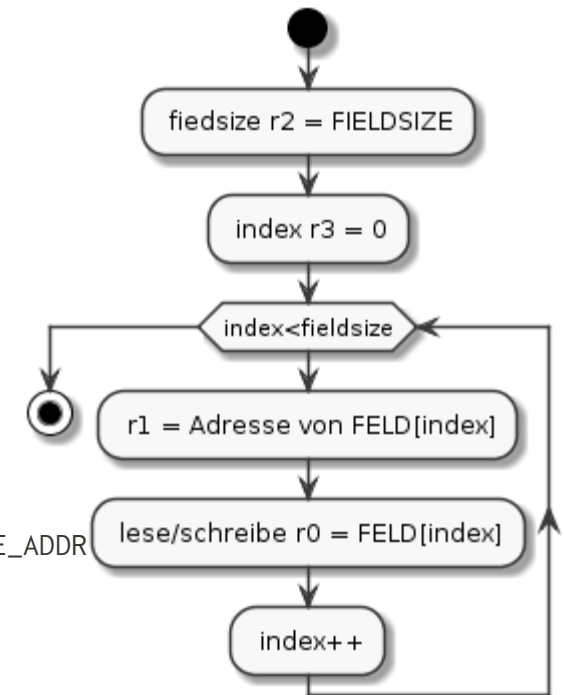 fiedsize r2 = FIELDSIZE
index r3 = 0
index<fieldsize
r1 = Adresse von FELD[index]
lese/schreibe r0 = FELD[index]
E_ADDR
index++